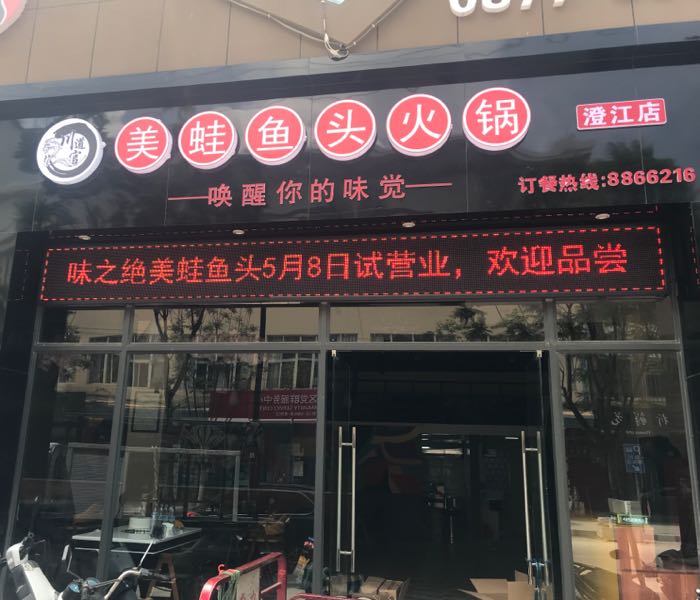 0877
美蛙鱼头火锅
澄江店
唤醒你的味觉
订餐热线:8866216
味之绝美蛙鱼头5月8日试营业，欢迎品尝